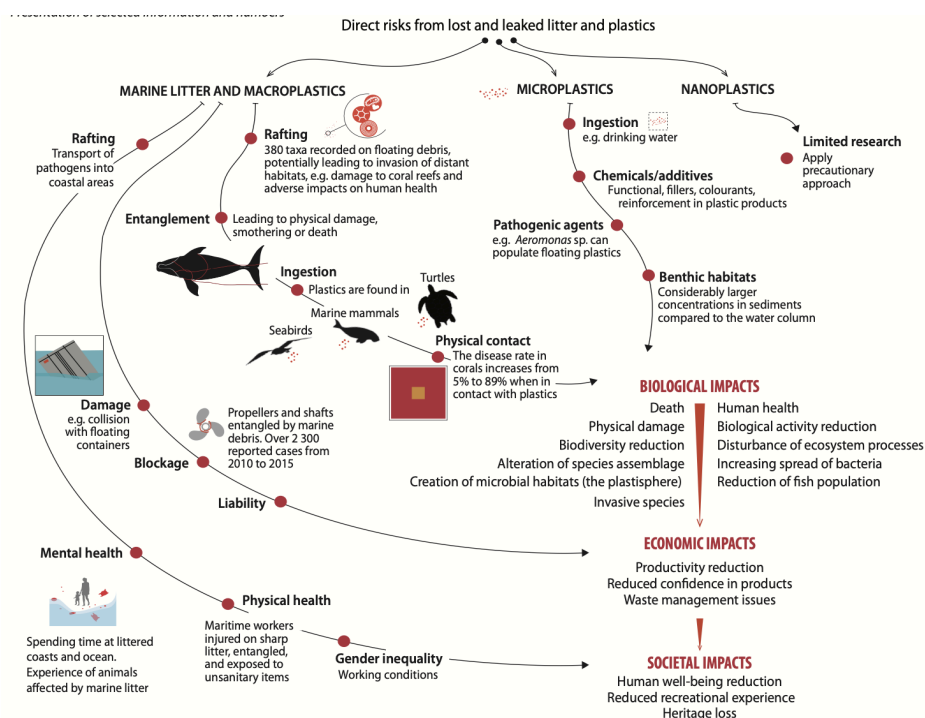 Presentation of selected information and numbers
Direct risks from lost and leaked litter and plastics
MARINE LITTER AND MACROPLASTICS
MICROPLASTICS
NANOPLASTICS
Rafting
Transport of
pathogens into
coastal areas
Rafting
380 taxa recorded on floating debris,
potentially leading to invasion of distant
habitats, e.g. damage to coral reefs and
adverse impacts on human health
Entanglement
Leading to physical damage,
smothering or death
Ingestion
Plastics are found in
Turtles
Marine mammals
Seabirds
Physical contact
The disease rate in
corals increases from
5% to 89% when in
contact with plastics
Ingestion
e.g. drinking water
Chemicals/additives
Functional, fillers, colourants,
reinforcement in plastic products
Pathogenic agents
e.g. Aeromonas sp. can
populate floating plastics
Benthic habitats
Considerably larger
concentrations in sediments
compared to the water column
Limited research
Apply
precautionary
approach
Damage
e.g. collision
with floating
containers
Propellers and shafts
entangled by marine
debris. Over 2 300
reported cases from
2010 to 2015
Blockage
Liability
Mental health
Spending time at littered
coasts and ocean.
Experience of animals
affected by marine litter
Physical health
Maritime workers
injured on sharp
litter, entangled,
and exposed to
unsanitary items
Gender inequality
Working conditions
BIOLOGICAL IMPACTS
Death
Physical damage
Biodiversity reduction
Alteration of species assemblage
Creation of microbial habitats (the plastisphere)
Invasive species
Human health
Biological activity reduction
Disturbance of ecosystem processes
Increasing spread of bacteria
Reduction of fish population
ECONOMIC IMPACTS
Productivity reduction
Reduced confidence in products
Waste management issues
SOCIETAL IMPACTS
Human well-being reduction
Reduced recreational experience
Heritage loss